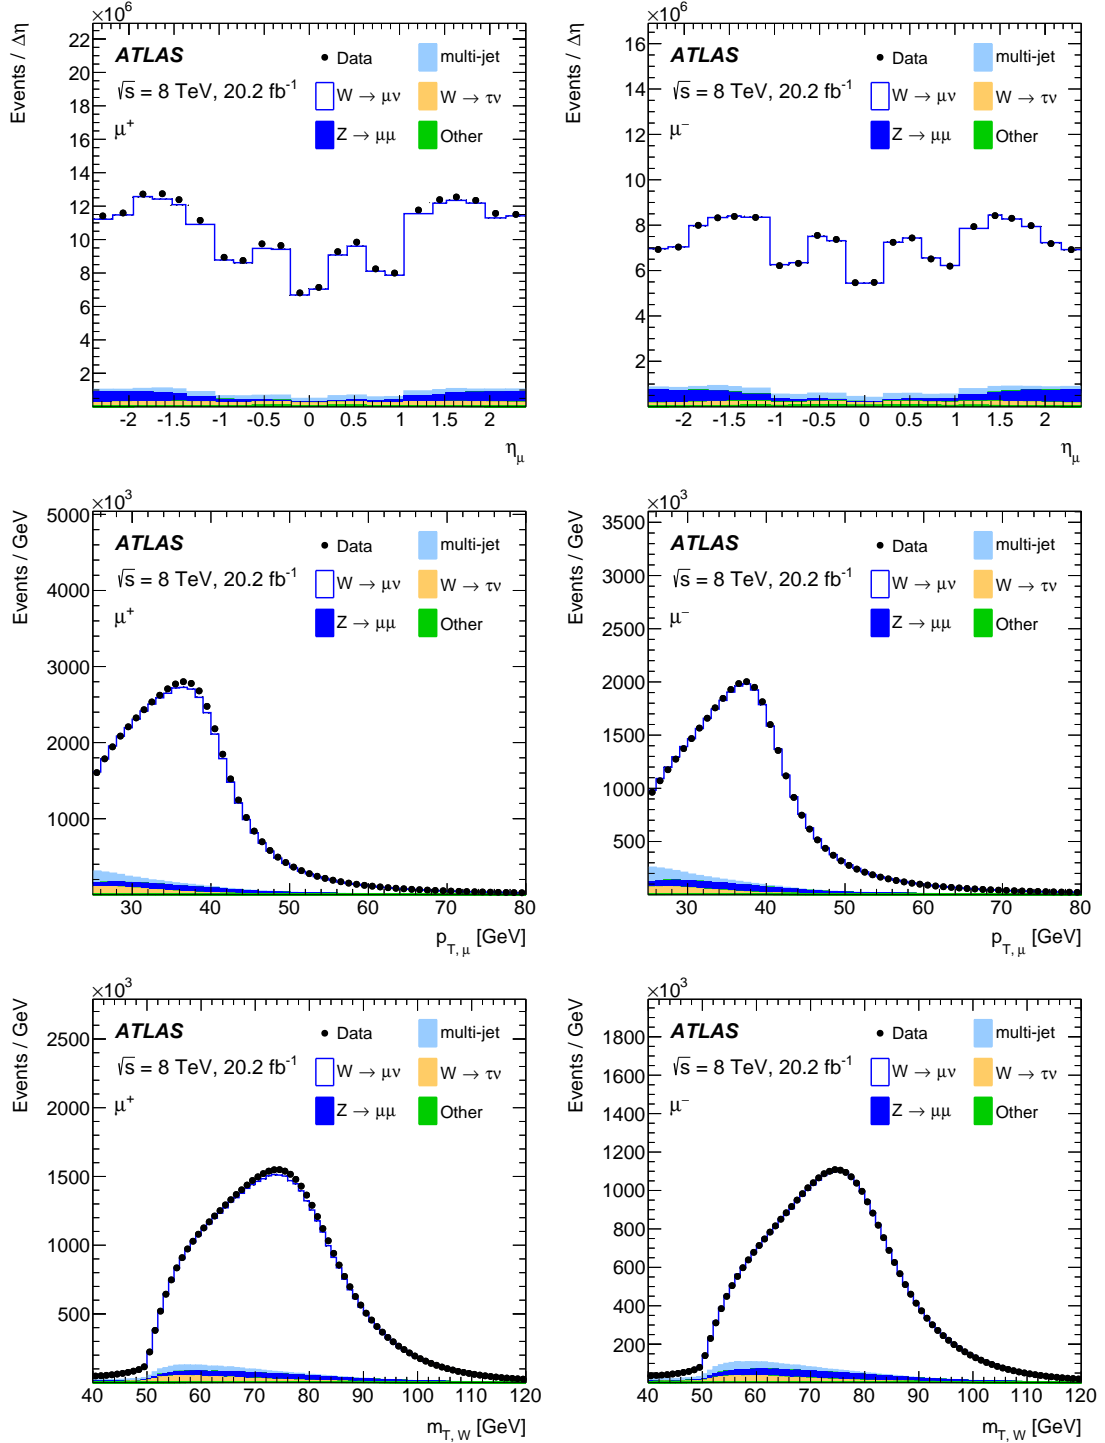 ×10⁶
Events / Δη
ATLAS
√s = 8 TeV, 20.2 fb⁻¹
μ⁺
Data
W → μν
Z → μμ
multi-jet
W → τν
Other
22
20
18
16
14
12
10
8
6
4
2
-2 -1.5 -1 -0.5 0 0.5 1 1.5 2
η_μ
×10⁶
Events / Δη
ATLAS
√s = 8 TeV, 20.2 fb⁻¹
μ⁻
Data
W → μν
Z → μμ
multi-jet
W → τν
Other
16
14
12
10
8
6
4
2
-2 -1.5 -1 -0.5 0 0.5 1 1.5 2
η_μ
×10³
Events / GeV
ATLAS
√s = 8 TeV, 20.2 fb⁻¹
μ⁺
Data
W → μν
Z → μμ
multi-jet
W → τν
Other
5000
4000
3000
2000
1000
30 40 50 60 70 80
p_T, μ [GeV]
×10³
Events / GeV
ATLAS
√s = 8 TeV, 20.2 fb⁻¹
μ⁻
Data
W → μν
Z → μμ
multi-jet
W → τν
Other
3500
3000
2500
2000
1500
1000
500
30 40 50 60 70 80
p_T, μ [GeV]
×10³
Events / GeV
ATLAS
√s = 8 TeV, 20.2 fb⁻¹
μ⁺
Data
W → μν
Z → μμ
multi-jet
W → τν
Other
2500
2000
1500
1000
500
40 50 60 70 80 90 100 110 120
m_T, W [GeV]
×10³
Events / GeV
ATLAS
√s = 8 TeV, 20.2 fb⁻¹
μ⁻
Data
W → μν
Z → μμ
multi-jet
W → τν
Other
1800
1600
1400
1200
1000
800
600
400
200
40 50 60 70 80 90 100 110 120
m_T, W [GeV]